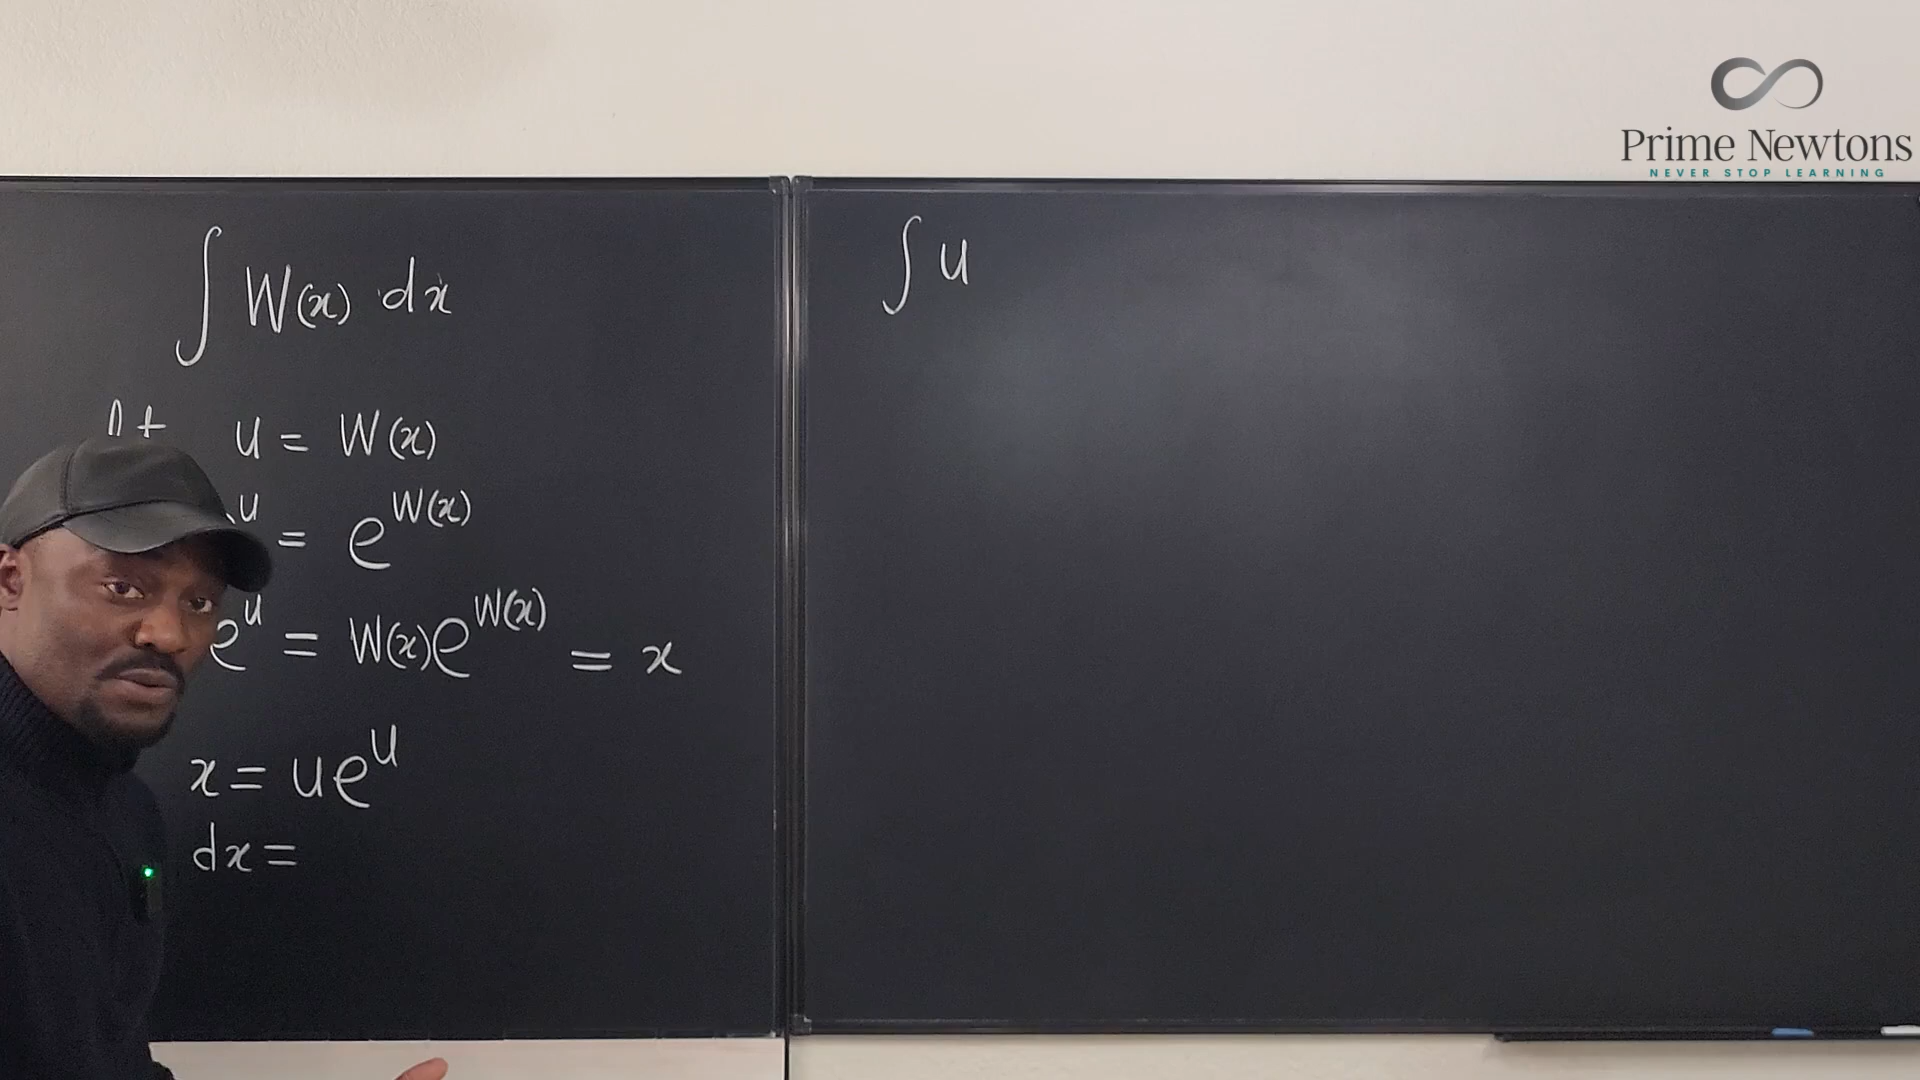 ∫ W(x) dx
u = W(x)
u = e^W(x)
e^u = W(x)e^W(x) = x
x = ue^u
dx =
∫ u
Prime Newtons
NEVER STOP LEARNING